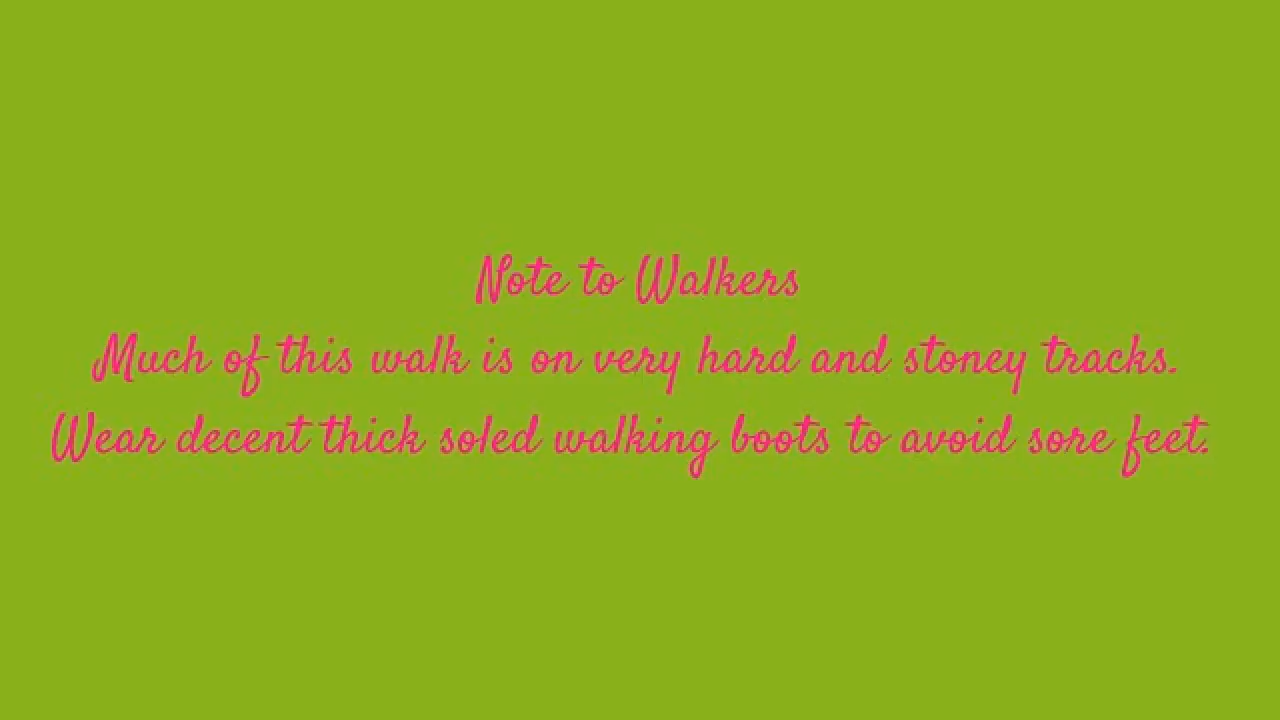 Note to Walkers
Much of this walk is on very hard and stoney tracks.
Wear decent thick soled walking boots to avoid sore feet.